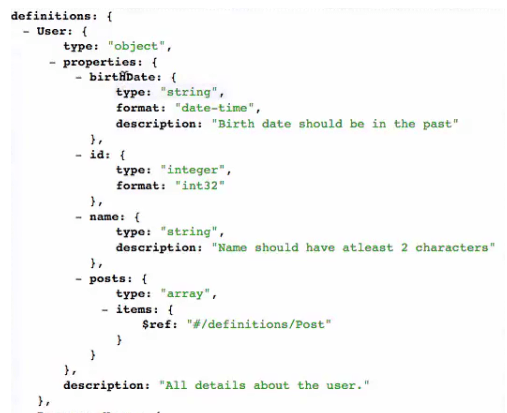 definitions: {
- User: {
type: "object",
- properties: {
- birthDate: {
type: "string",
format: "date-time",
description: "Birth date should be in the past"
},
- id: {
type: "integer",
format: "int32"
},
- name: {
type: "string",
description: "Name should have atleast 2 characters"
},
- posts: {
type: "array",
- items: {
$ref: "#/definitions/Post"
}
}
},
description: "All details about the user."
},